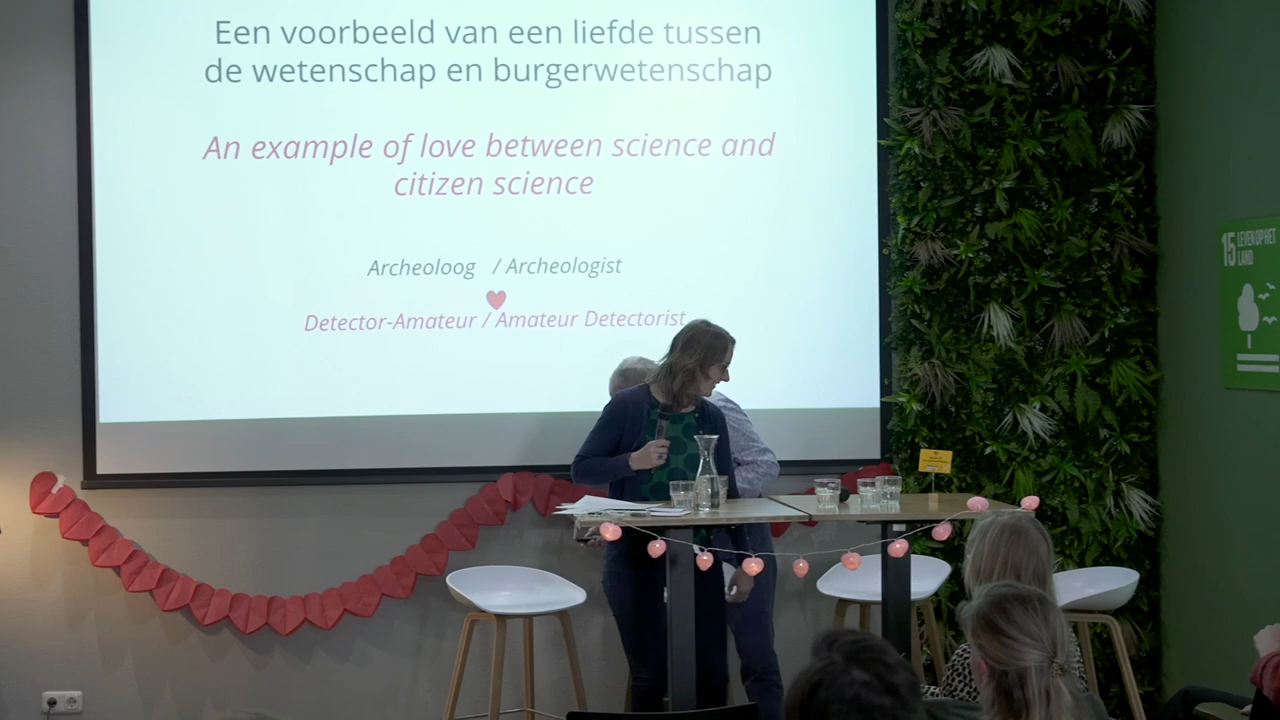 Een voorbeeld van een liefde tussen
de wetenschap en burgerwetenschap
An example of love between science and
citizen science
Archeoloog / Archeologist
Detector-Amateur / Amateur Detectorist
15 LEVEN OP HET
LAND